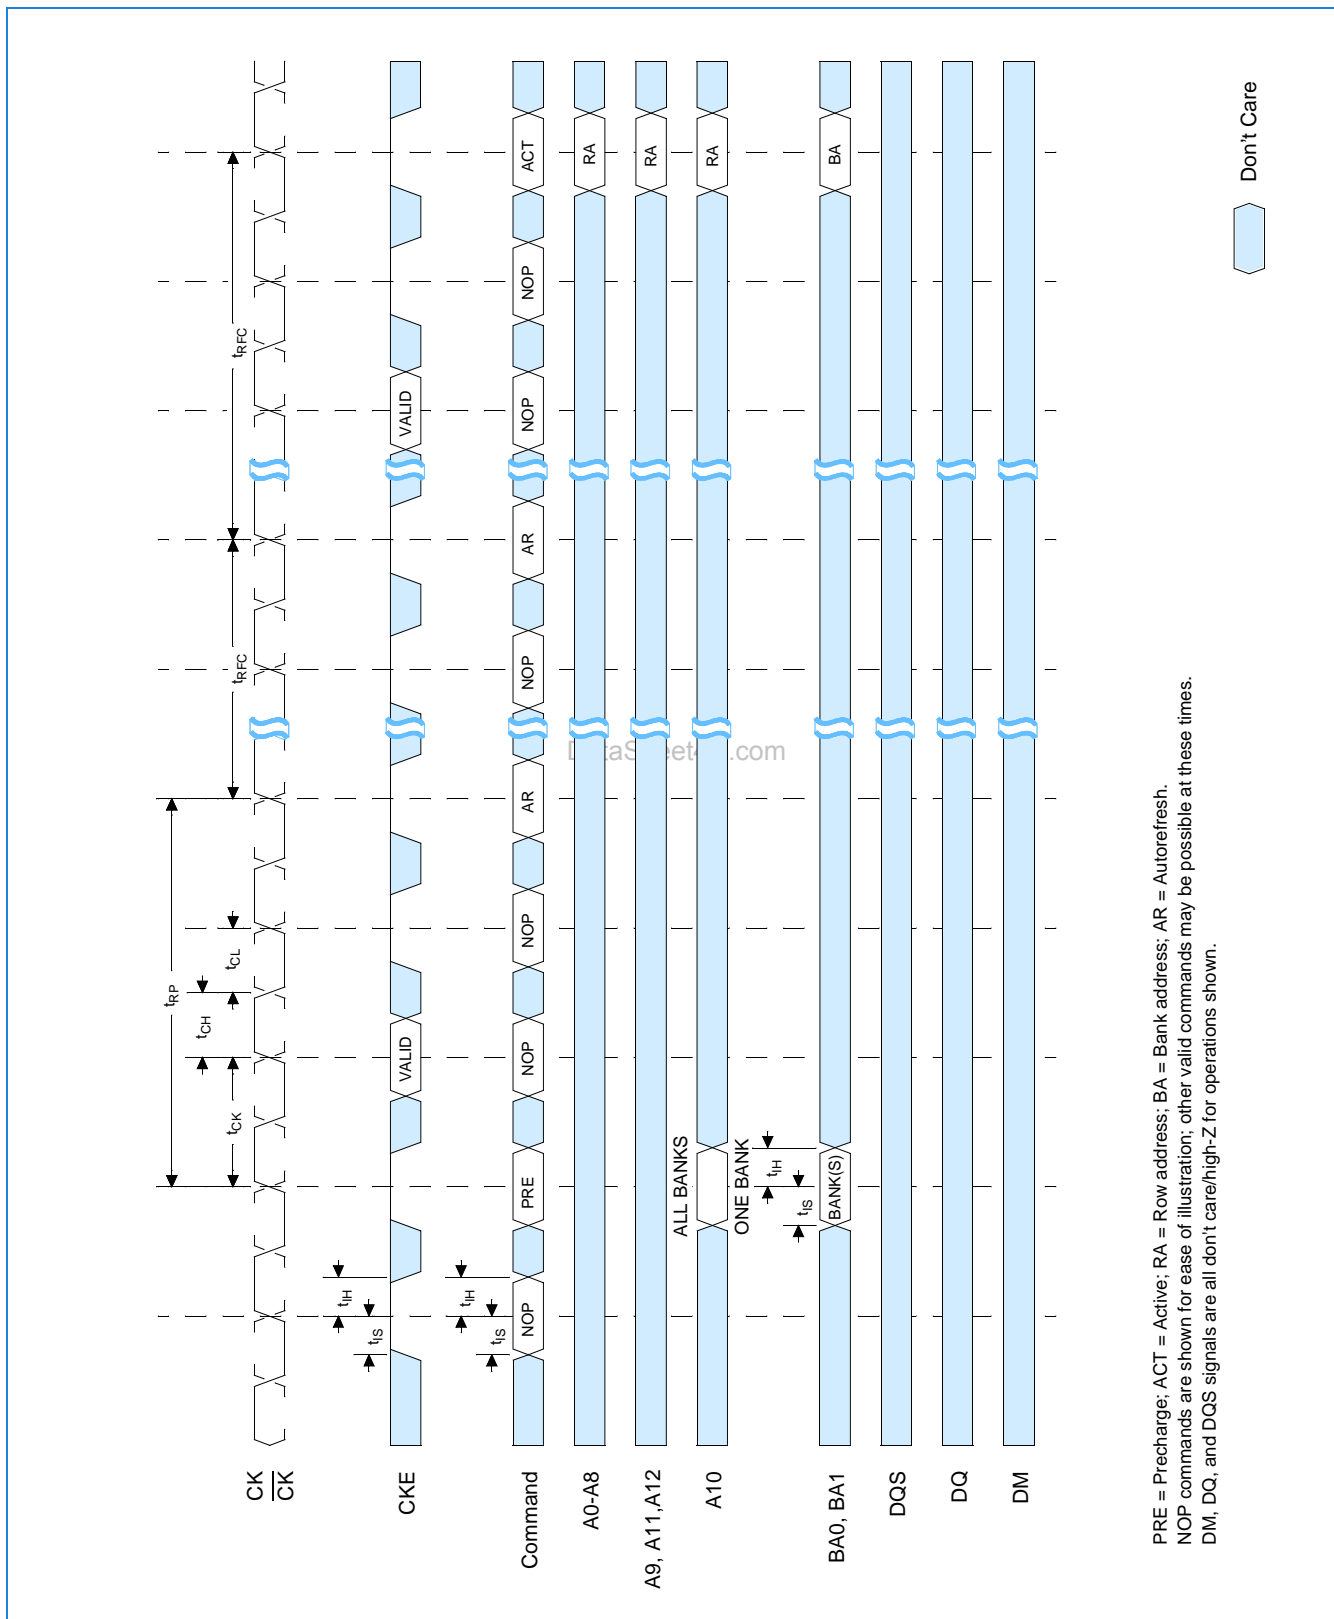 CK
CK
tRP
tCK
tCH
tCL
tRFC
tRFC
CKE
tIS
tIH
VALID
VALID
Command
tIS
tIH
NOP
PRE
NOP
NOP
AR
NOP
AR
NOP
NOP
ACT
A0-A8
RA
A9, A11,A12
RA
A10
ALL BANKS
ONE BANK
RA
BA0, BA1
tIS
tIH
BANK(S)
BA
DQS
DQ
DM
PRE = Precharge; ACT = Active; RA = Row address; BA = Bank address; AR = Autorefresh.
NOP commands are shown for ease of illustration; other valid commands may be possible at these times.
DM, DQ, and DQS signals are all don't care/high-Z for operations shown.
Don't Care